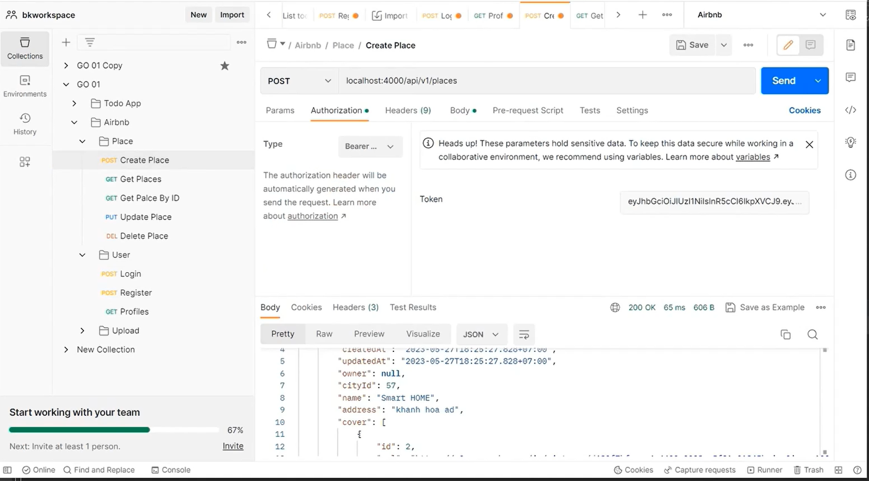 bkworkspace New Import List to Import GET Prof GET Get Airbnb
Collections
Environments
History
GO 01 Copy
GO 01
Todo App
Airbnb
Place
POST Create Place
GET Get Places
GET Get Palce By ID
PUT Update Place
DEL Delete Place
User
POST Login
POST Register
GET Profiles
Upload
New Collection
Start working with your team
67%
Next: Invite at least 1 person. Invite
/ Airbnb / Place / Create Place Save
POST localhost:4000/api/v1/places Send
Params Authorization Headers (9) Body Pre-request Script Tests Settings Cookies
Type Bearer ...
The authorization header will be
automatically generated when you
send the request. Learn more
about authorization ↗
Heads up! These parameters hold sensitive data. To keep this data secure while working in a
collaborative environment, we recommend using variables. Learn more about variables ↗
Token
Body Cookies Headers (3) Test Results 200 OK 65 ms 606 B Save as Example
Pretty Raw Preview Visualize JSON
4 "createdAt": "2023-05-27T18:25:27.828+07:00",
5 "updatedAt": "2023-05-27T18:25:27.828+07:00",
6 "owner": null,
7 "cityId": 57,
8 "name": "Smart HOME",
9 "address": "khanh hoa ad",
10 "cover": [
11 {
12 "id": 2,
Online Find and Replace Console Cookies Capture requests Runner Trash